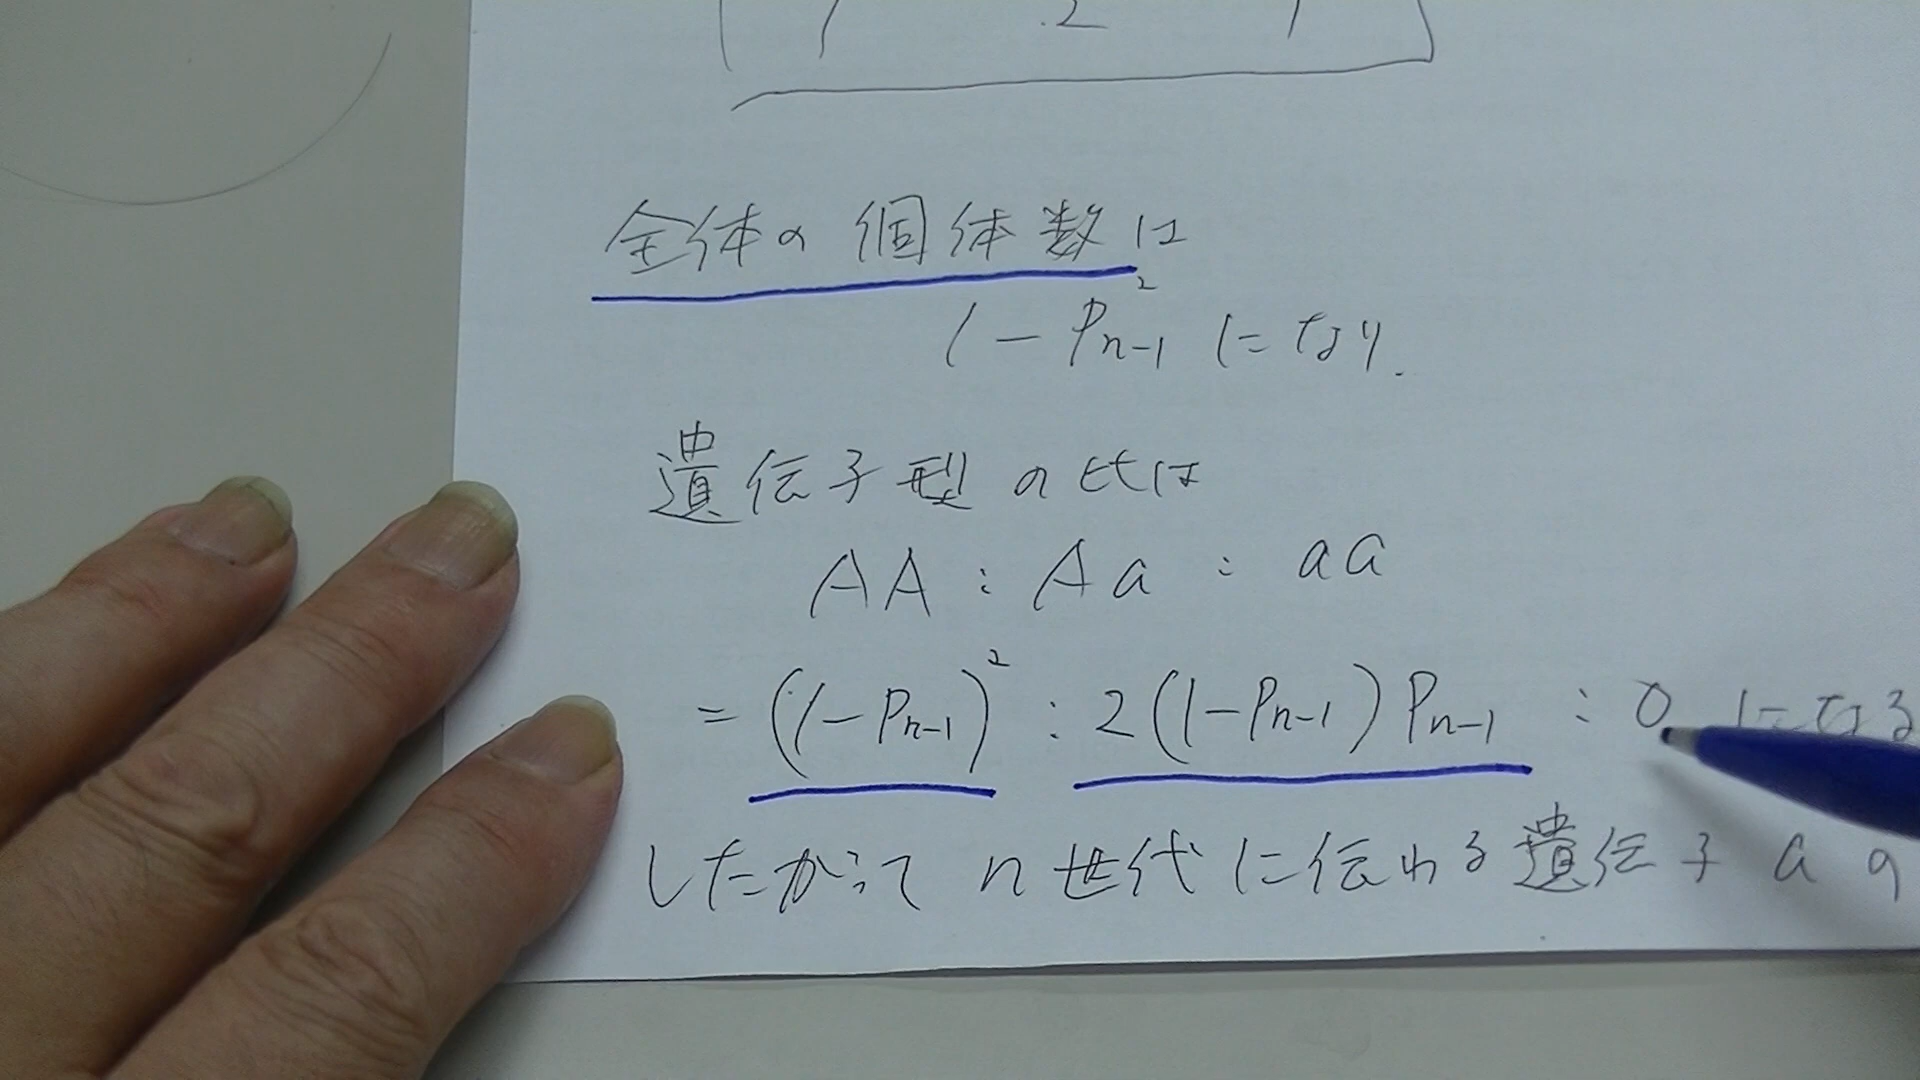 2
全体の個体数は
1 - Pn-1² になり.
遺伝子型の比は
AA : Aa : aa
= (1-Pn-1)² : 2(1-Pn-1)Pn-1 : 0 になる
したがって n世代に伝わる遺伝子 a の